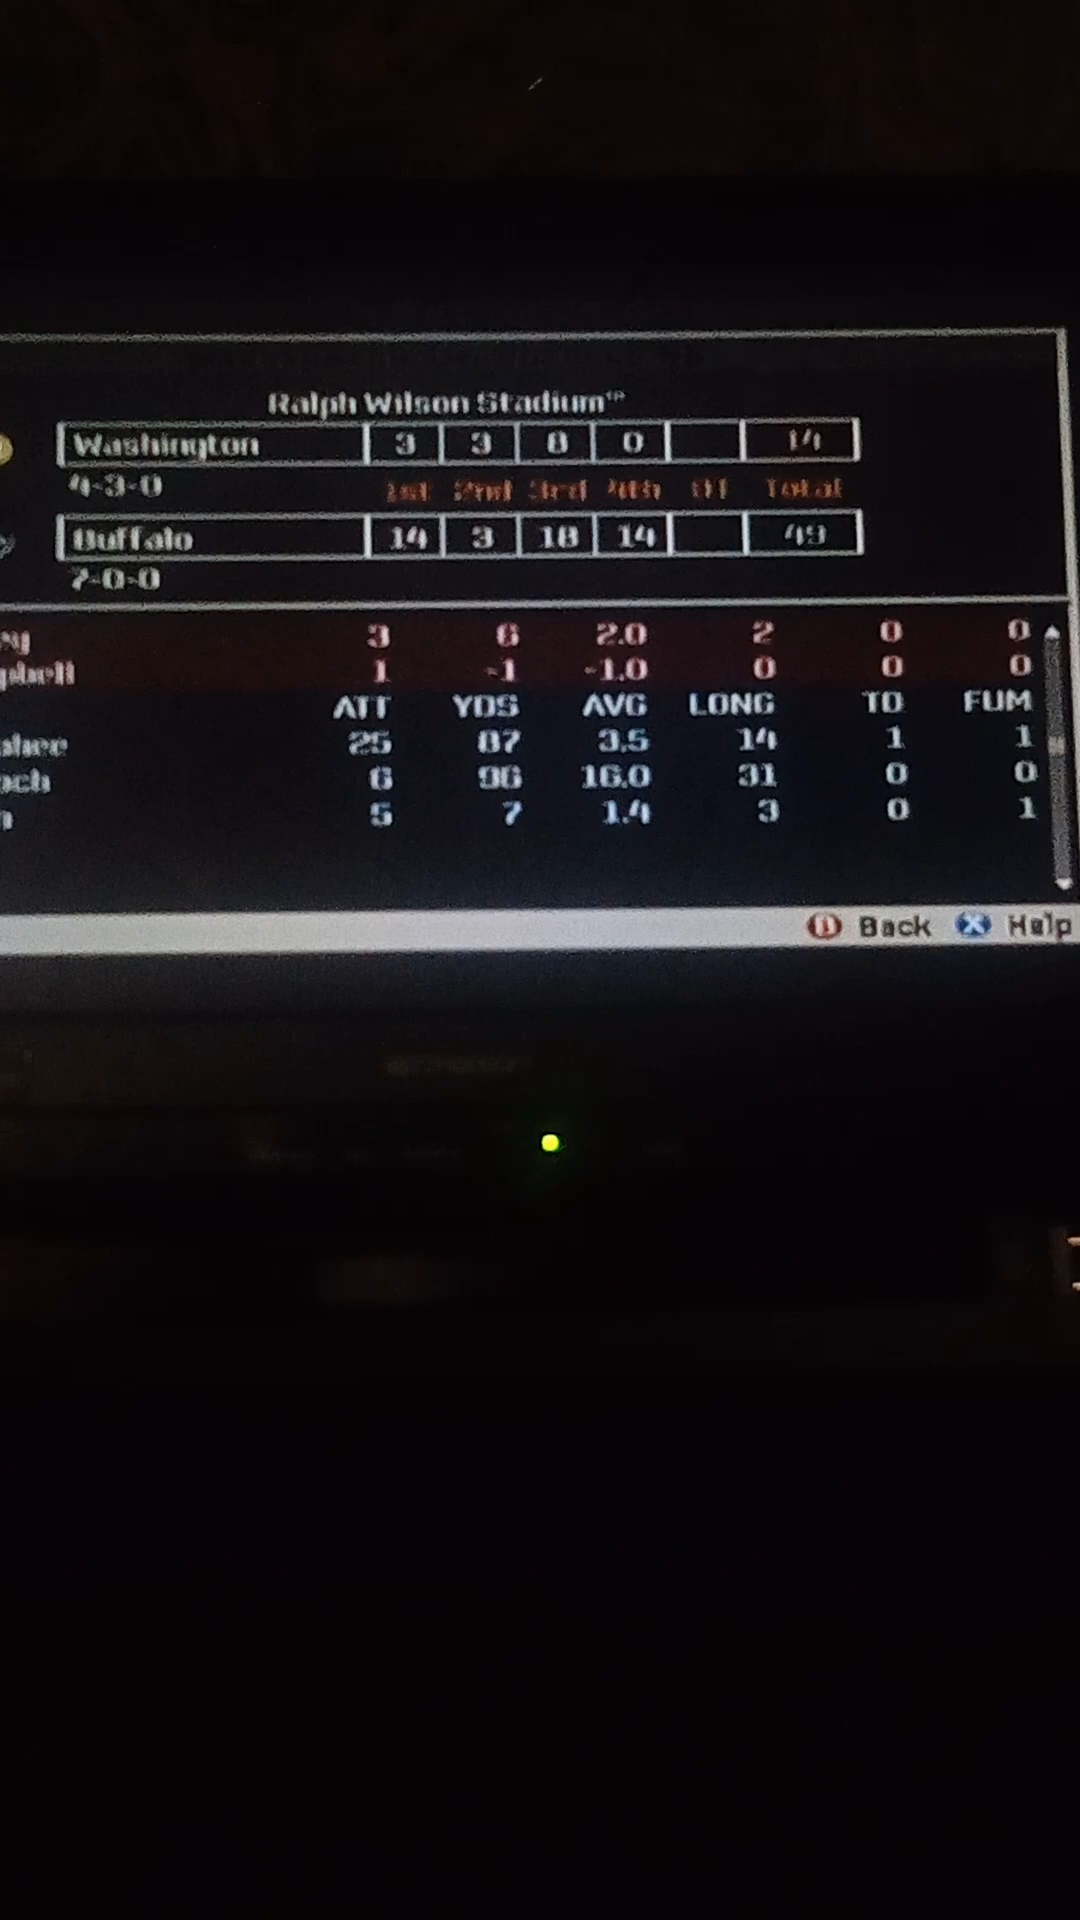 Ralph Wilson Stadium™
Washington 3 3 8 0 14
4-3-0 1st 2nd 3rd 4th OT Total
Buffalo 14 3 18 14 49
7-0-0
3 6 2.0 2 0 0
pbell 1 -1 -1.0 0 0 0
ATT YDS AVG LONG TD FUM
25 87 3.5 14 1 1
och 6 96 16.0 31 0 0
5 7 1.4 3 0 1
B Back X Help